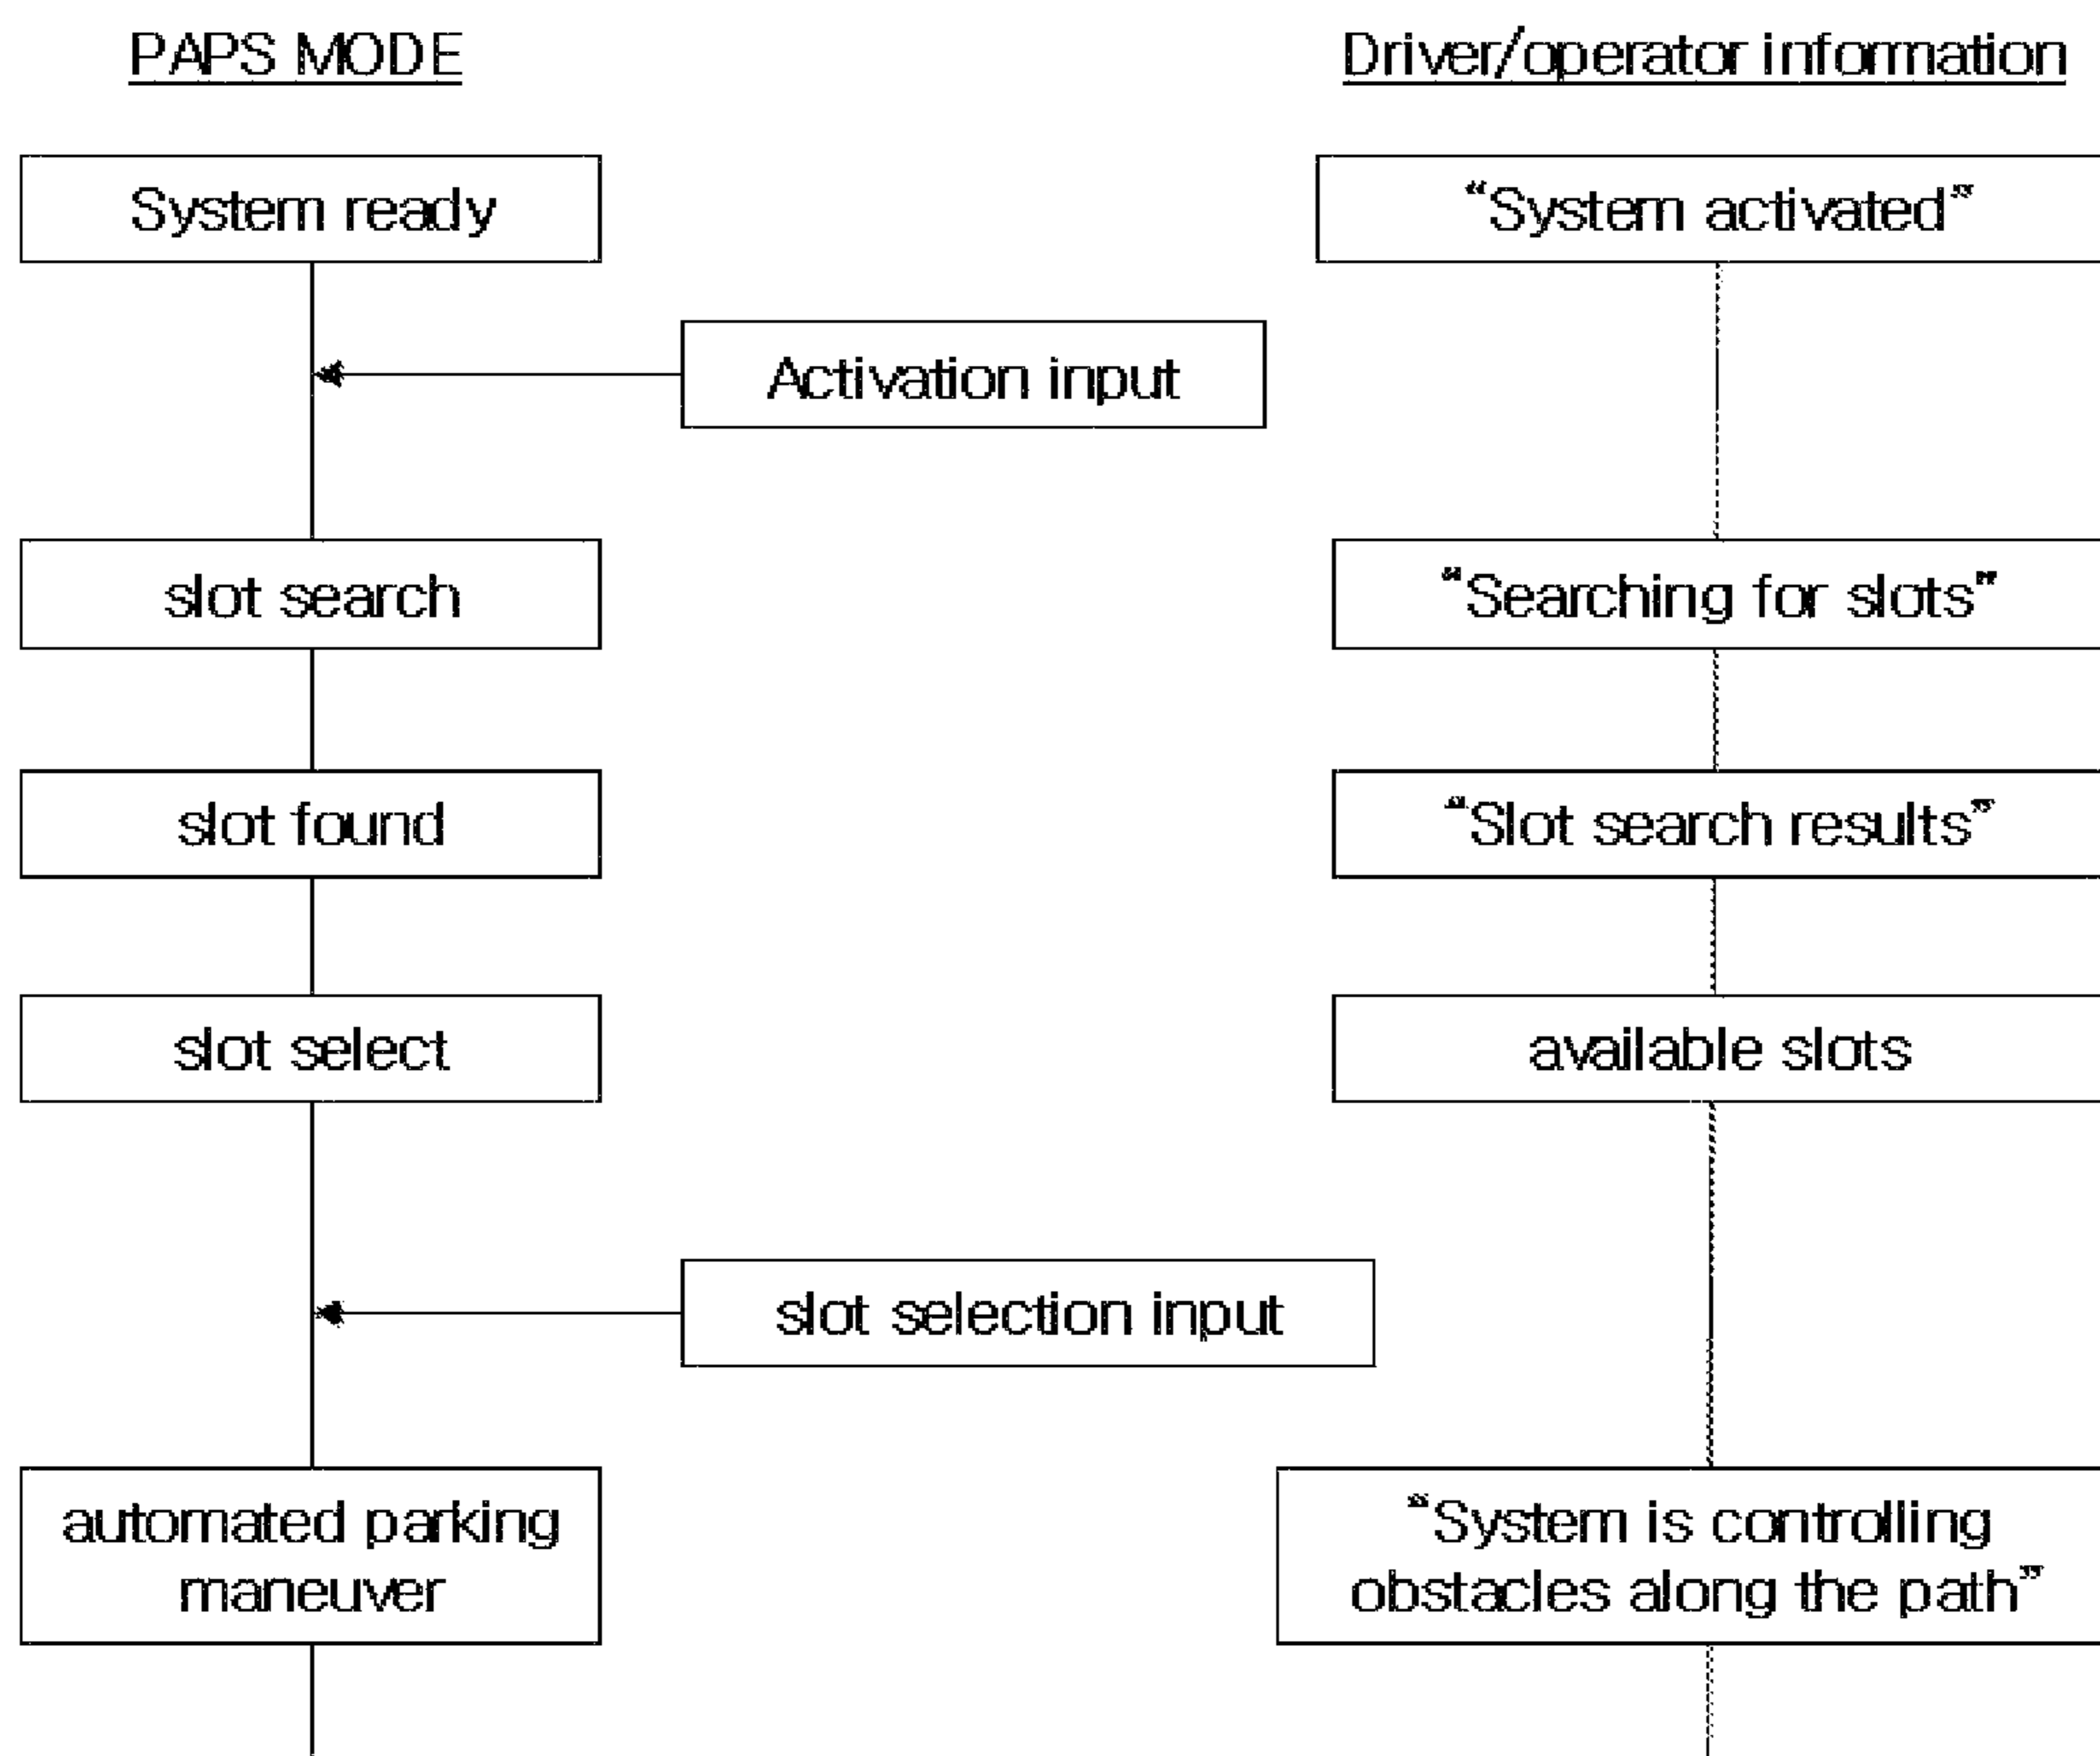 PAPS MODE
Driver/operator information
System ready
“System activated”
Activation input
slot search
“Searching for slots”
slot found
“Slot search results”
slot select
available slots
slot selection input
automated parking
maneuver
“System is controlling
obstacles along the path”